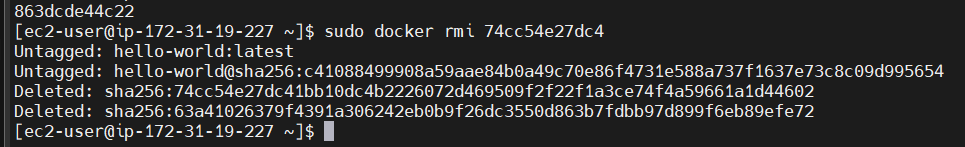 863dcde44c22
[ec2-user@ip-172-31-19-227 ~]$ sudo docker rmi 74cc54e27dc4
Untagged: hello-world:latest
Untagged: hello-world@sha256:c41088499908a59aae84b0a49c70e86f4731e588a737f1637e73c8c09d995654
Deleted: sha256:74cc54e27dc41bb10dc4b2226072d469509f2f22f1a3ce74f4a59661a1d44602
Deleted: sha256:63a41026379f4391a306242eb0b9f26dc3550d863b7fdbb97d899f6eb89efe72
[ec2-user@ip-172-31-19-227 ~]$